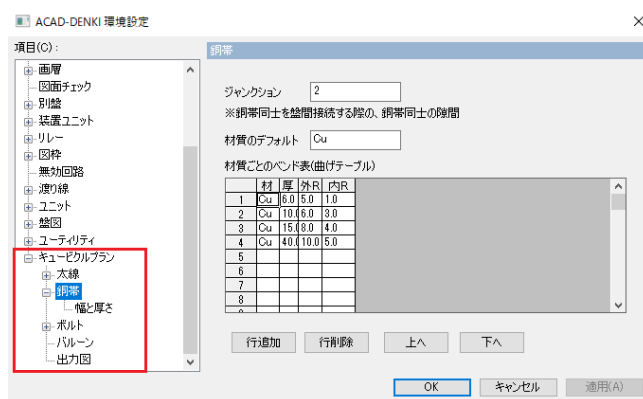 ACAD-DENKI 環境設定
項目(C):
画層
図面チェック
別盤
装置ユニット
リレー
図枠
無効回路
渡り線
ユニット
盤図
ユーティリティ
キュービクルプラン
太線
銅帯
幅と厚さ
ボルト
バルーン
出力図
銅帯
ジャンクション 2
※銅帯同士を盤間接続する際の、銅帯同士の隙間
材質のデフォルト Cu
材質ごとのベンド表(曲げテーブル)
材 厚 外R 内R
1 Cu 6.0 5.0 1.0
2 Cu 10.0 6.0 3.0
3 Cu 15.0 8.0 4.0
4 Cu 40.0 10.0 5.0
5
6
7
8
行追加 行削除 上へ 下へ
OK キャンセル 適用(A)